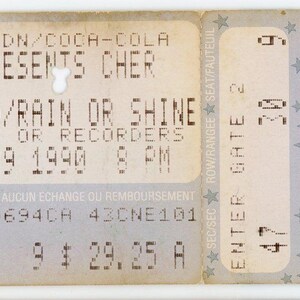 DN/COCA-COLA
ESENTS CHER
/RAIN OR SHINE
OR RECORDERS
9 1990 8 PM
AUCUN ECHANGE OU REMBOURSEMENT
694CA 43CNE101
9 $ 29.25 A
SEC/SEC
ROW/RANGEE
SEAT/FAUTEUIL
ENTER GATE 2
47 30 9